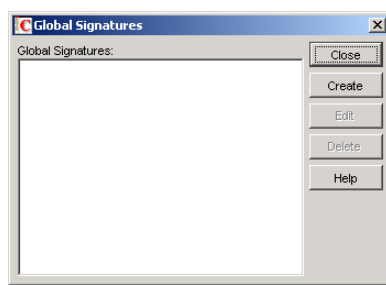 Global Signatures
Global Signatures:
Close
Create
Edit
Delete
Help